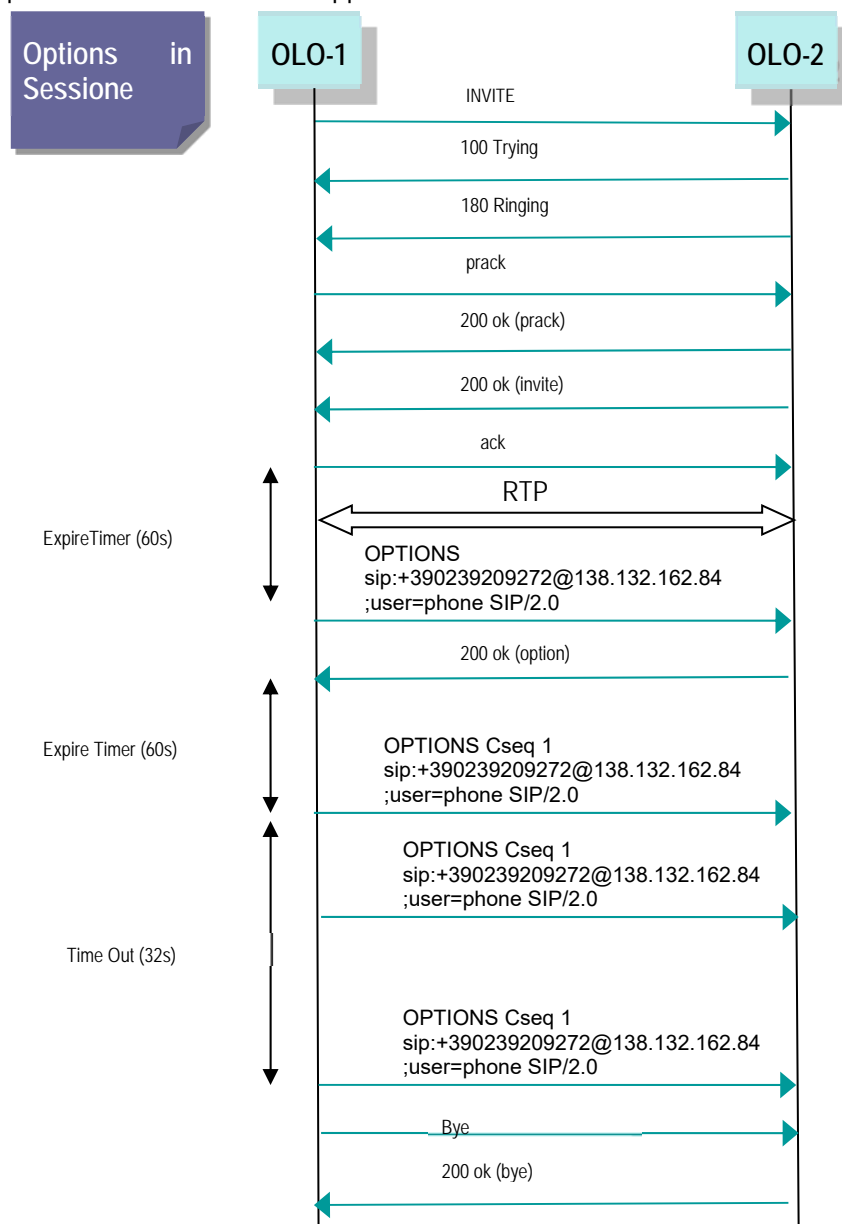 Options in
Sessione
OLO-1
OLO-2
INVITE
100 Trying
180 Ringing
prack
200 ok (prack)
200 ok (invite)
ack
RTP
ExpireTimer (60s)
OPTIONS
sip:+390239209272@138.132.162.84
;user=phone SIP/2.0
200 ok (option)
Expire Timer (60s)
OPTIONS Cseq 1
sip:+390239209272@138.132.162.84
;user=phone SIP/2.0
OPTIONS Cseq 1
sip:+390239209272@138.132.162.84
;user=phone SIP/2.0
Time Out (32s)
OPTIONS Cseq 1
sip:+390239209272@138.132.162.84
;user=phone SIP/2.0
Bye
200 ok (bye)